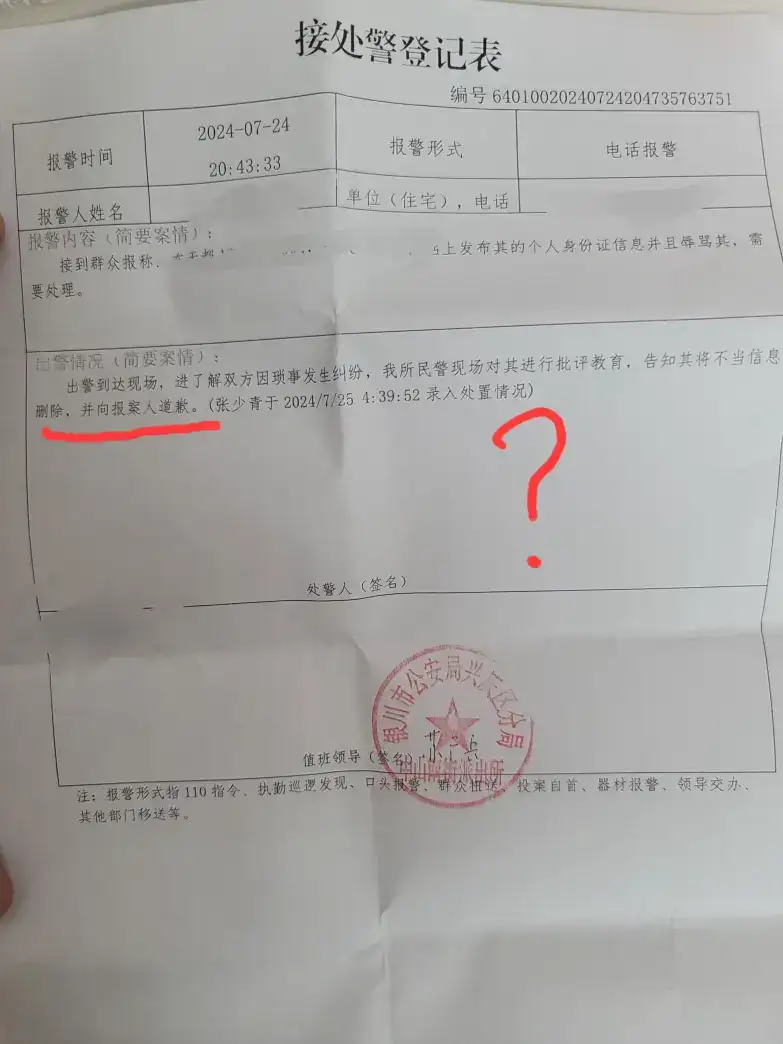 接处警登记表
编号 64010020240724204735763751
报警时间
2024-07-24
20:43:33
报警形式
电话报警
报警人姓名
单位（住宅），电话
报警内容（简要案情）：
接到群众报称，
上发布其的个人身份证信息并且辱骂其，需
要处理。
出警情况（简要案情）：
出警到达现场，进了解双方因琐事发生纠纷，我所民警现场对其进行批评教育，告知其将不当信息
删除，并向报案人道歉。(张少青于 2024/7/25 4:39:52 录入处置情况)
?
处警人（签名）
银川市公安局兴庆区分局
值班领导（签名）
派出所
注：报警形式指 110 指令、执勤巡逻发现、口头报警、群众扭送、投案自首、器材报警、领导交办、
其他部门移送等。